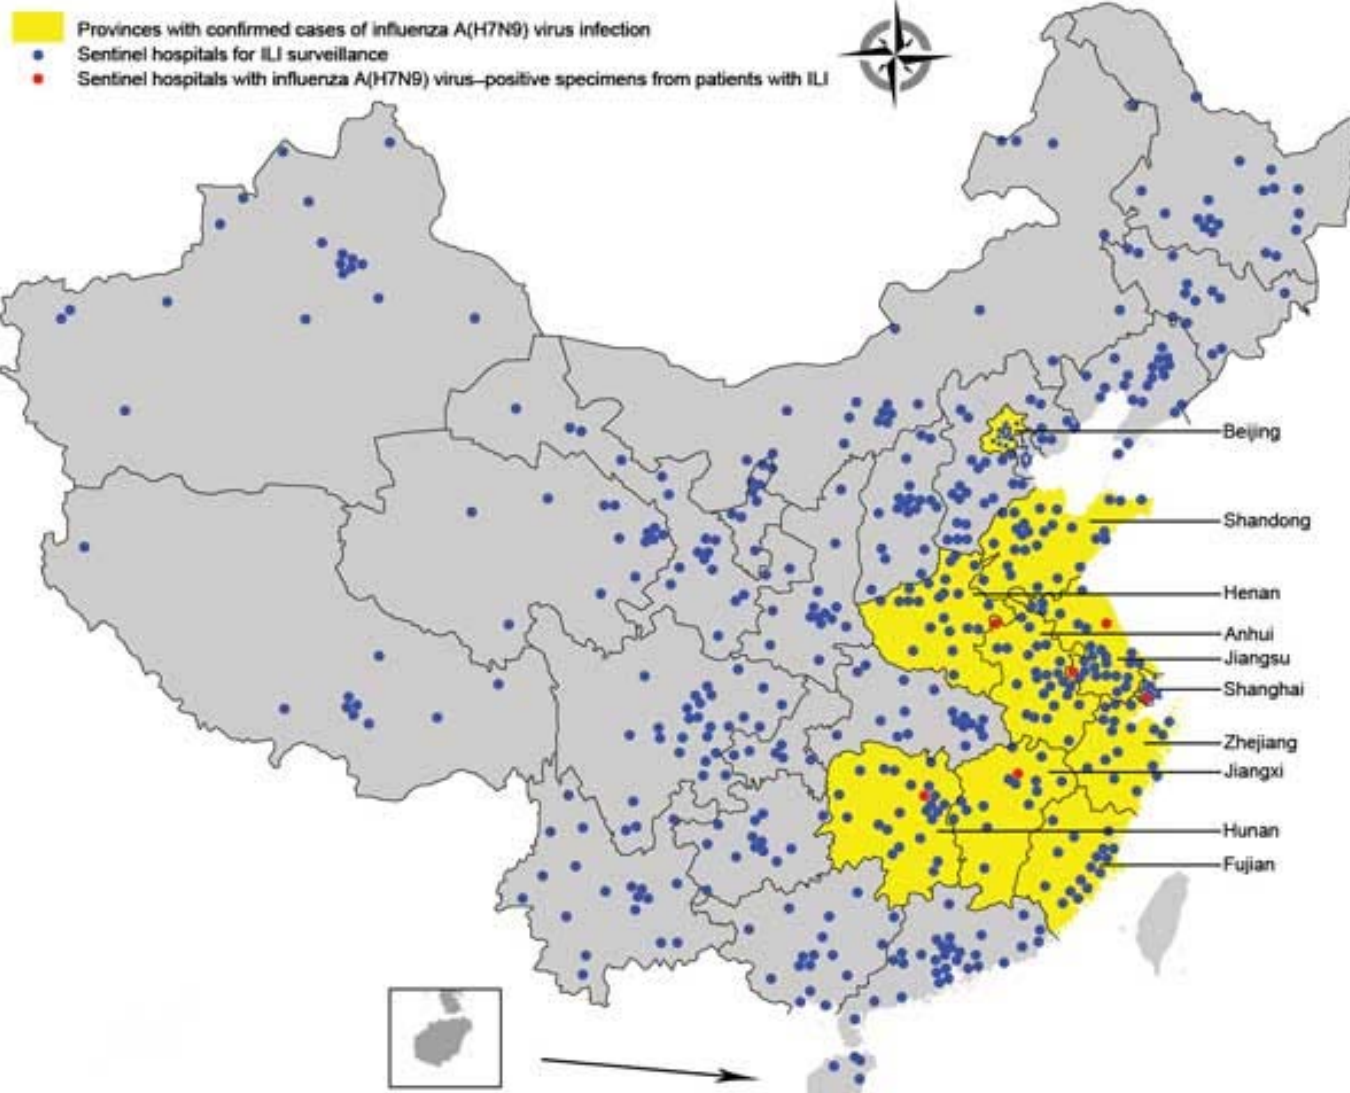 Provinces with confirmed cases of influenza A(H7N9) virus infection
Sentinel hospitals for ILI surveillance
Sentinel hospitals with influenza A(H7N9) virus–positive specimens from patients with ILI
Beijing
Shandong
Henan
Anhui
Jiangsu
Shanghai
Zhejiang
Jiangxi
Hunan
Fujian